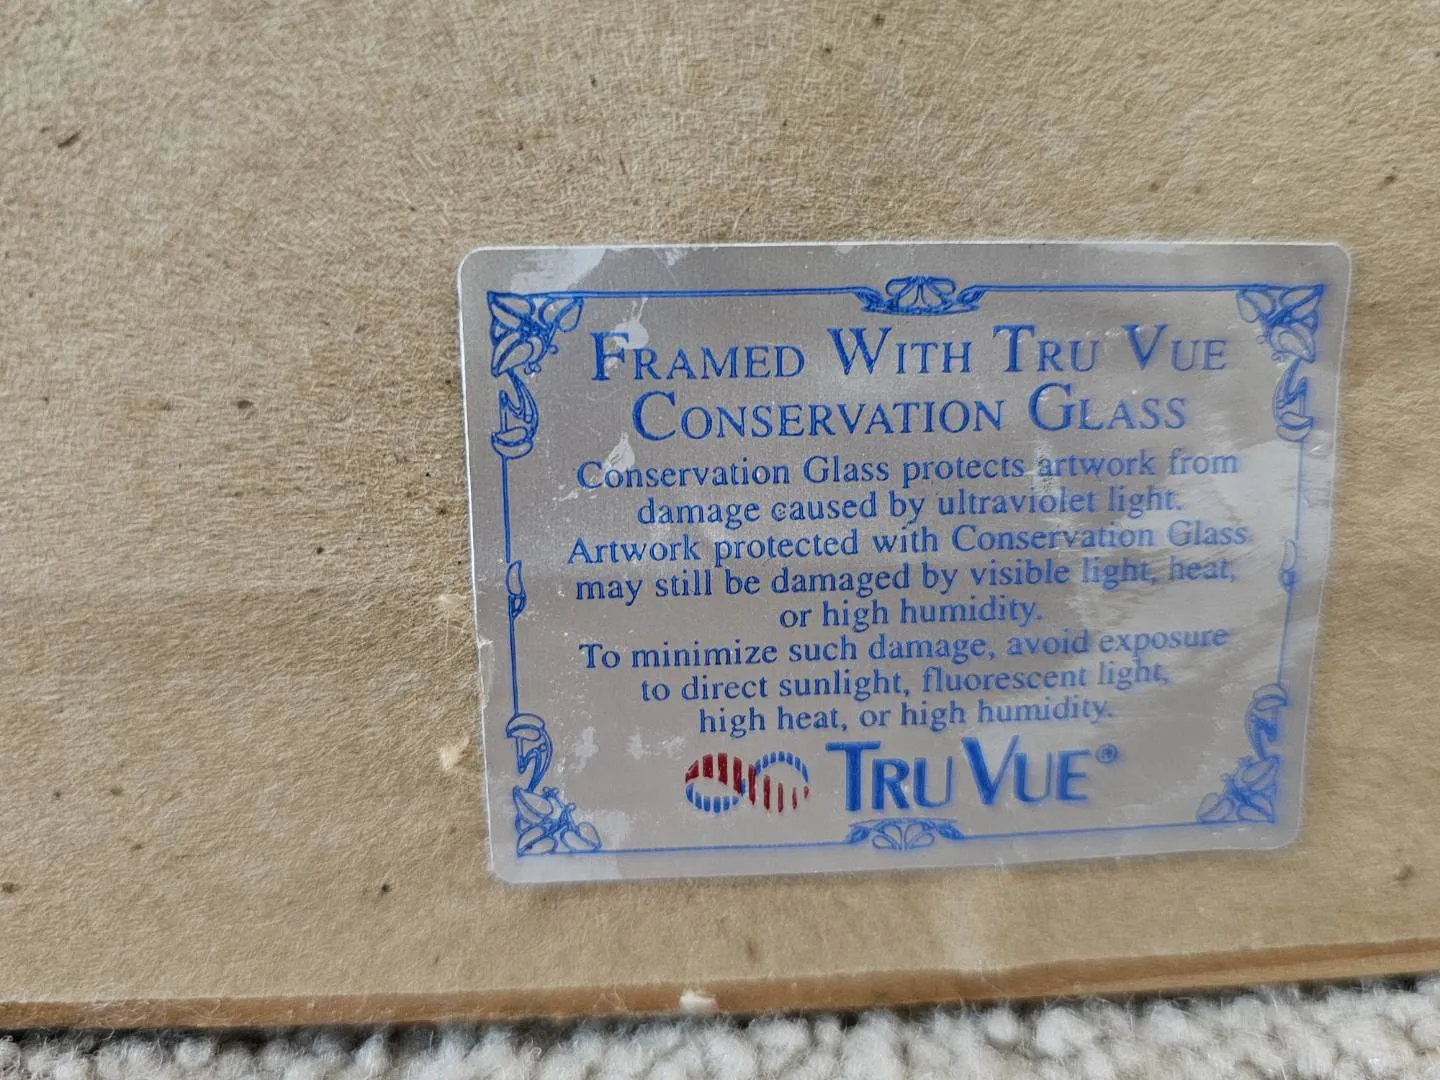 FRAMED WITH TRU VUE
CONSERVATION GLASS
Conservation Glass protects artwork from
damage caused by ultraviolet light.
Artwork protected with Conservation Glass
may still be damaged by visible light, heat,
or high humidity.
To minimize such damage, avoid exposure
to direct sunlight, fluorescent light,
high heat, or high humidity.
TRU VUE®